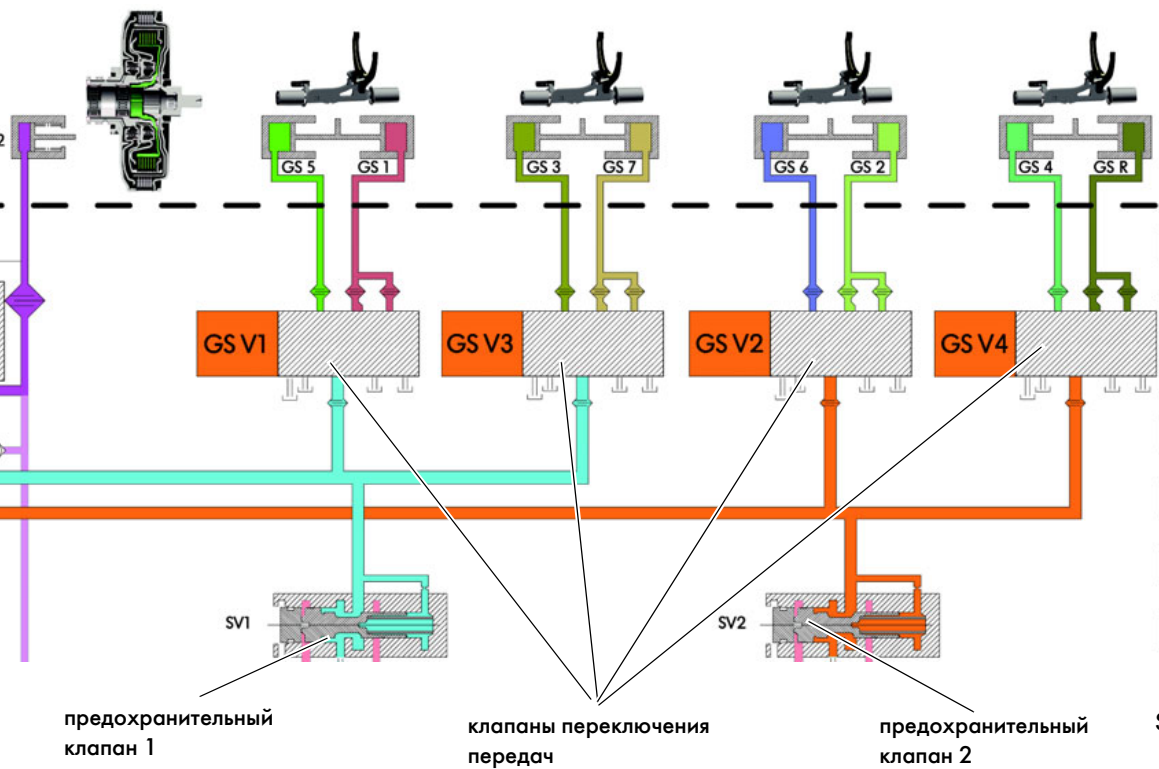 2
GS 5
GS 1
GS 3
GS 7
GS 6
GS 2
GS 4
GS R
GS V1
GS V3
GS V2
GS V4
SV1
SV2
предохранительный
клапан 1
клапаны переключения
передач
предохранительный
клапан 2
S